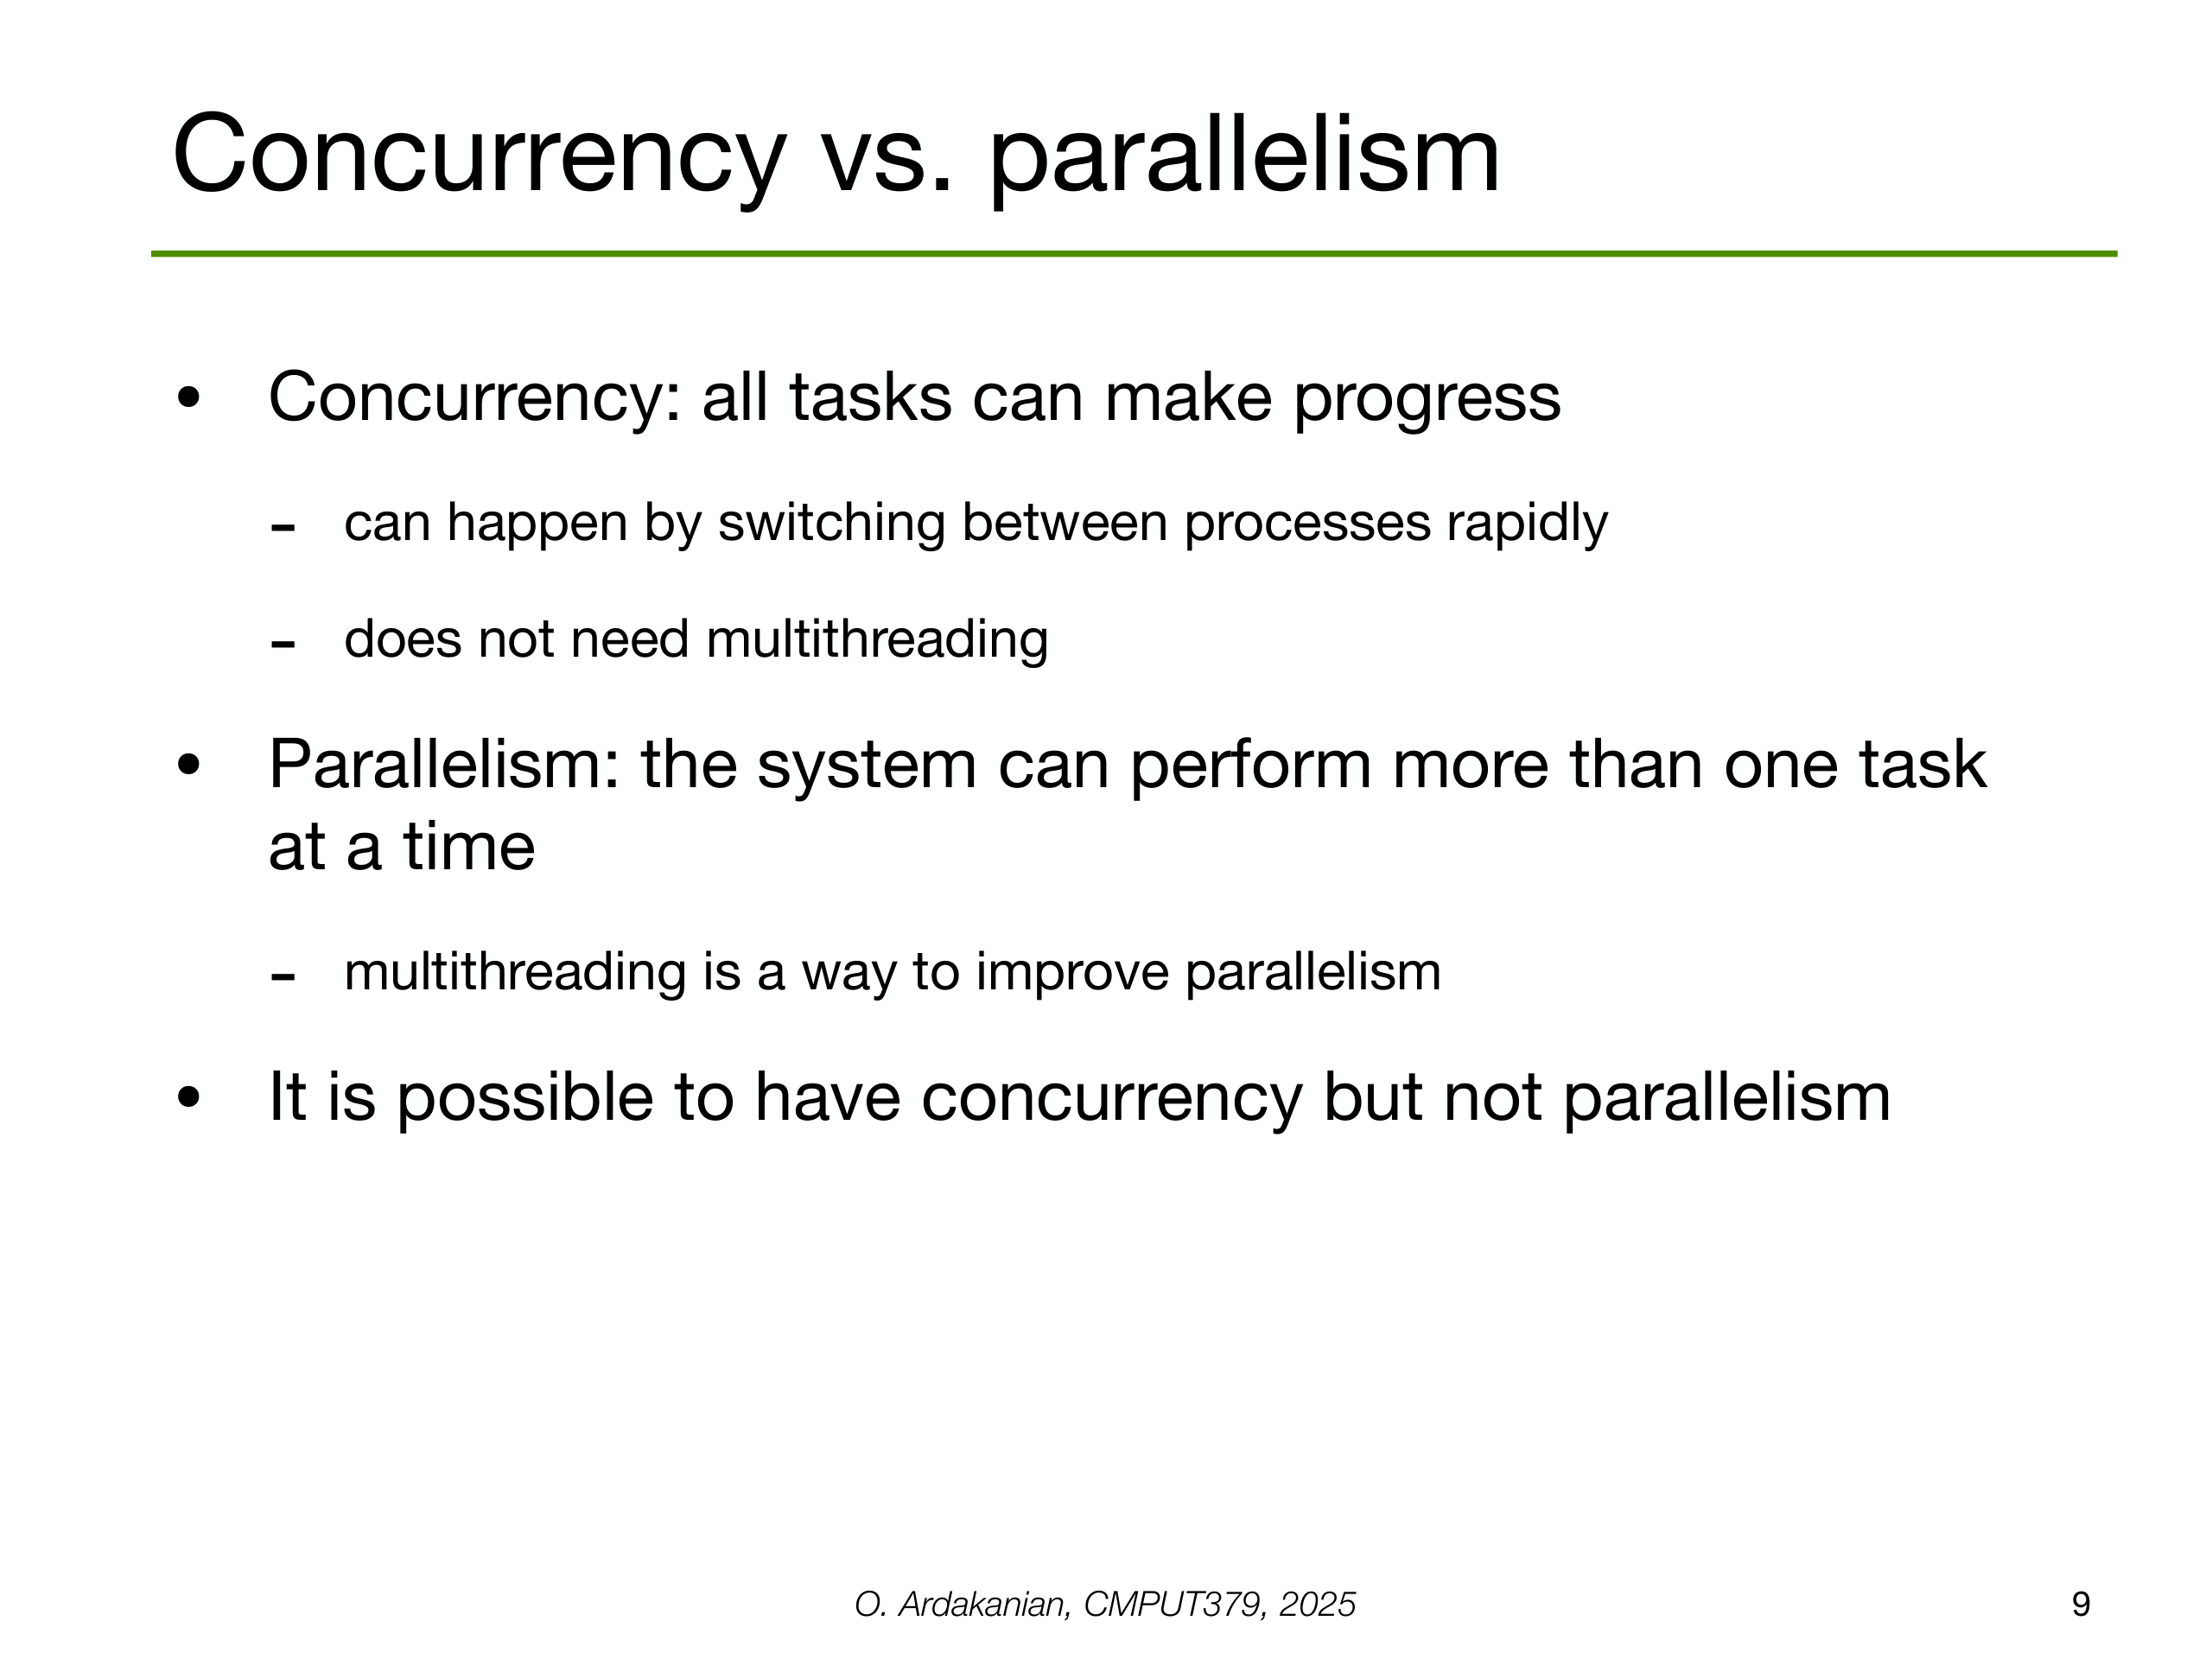 Concurrency vs. parallelism
• Concurrency: all tasks can make progress
- can happen by switching between processes rapidly
- does not need multithreading
• Parallelism: the system can perform more than one task
at a time
- multithreading is a way to improve parallelism
• It is possible to have concurrency but not parallelism
O. Ardakanian, CMPUT379, 2025
9